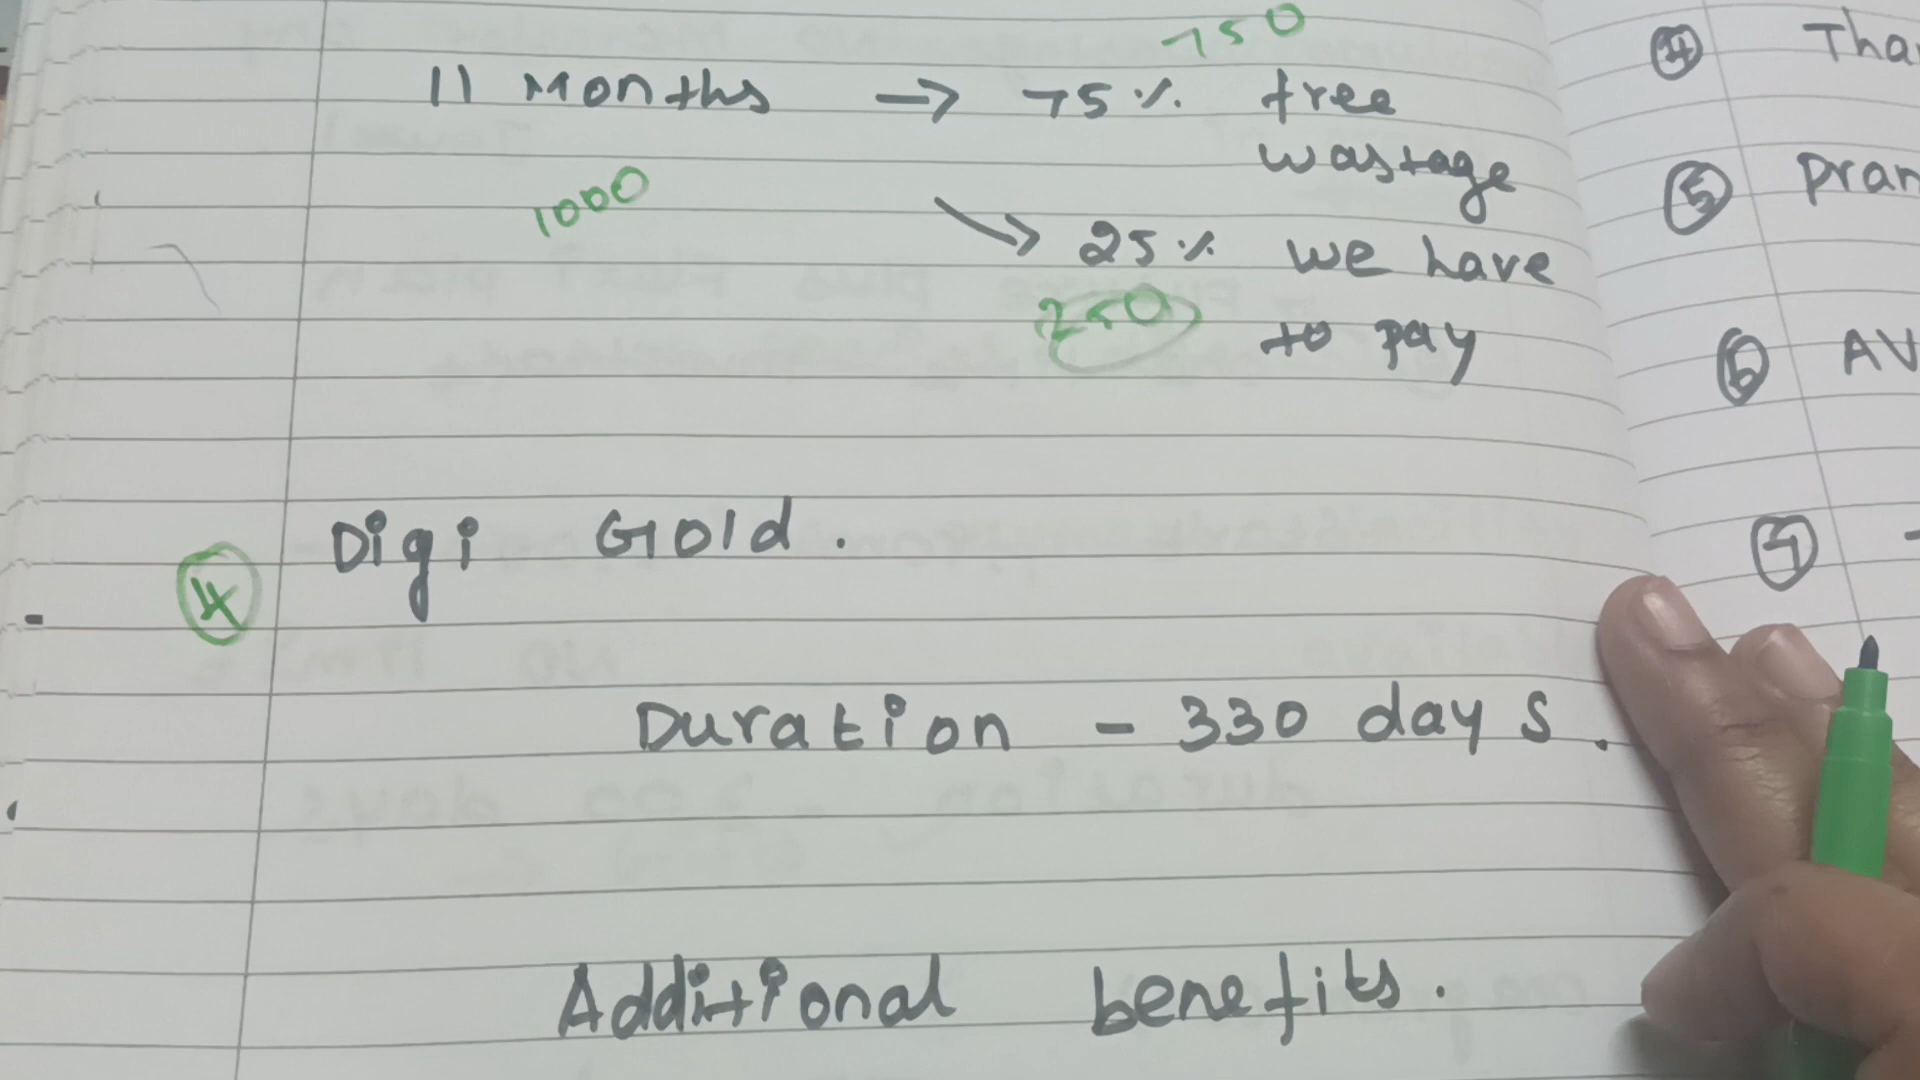 750
11 Months → 75% free
wastage
1000
→ 25% we have
250 to pay
④ Digi Gold.
Duration - 330 days.
Additional benefits.
④ Tha
⑤ pran
⑥ AV
⑦